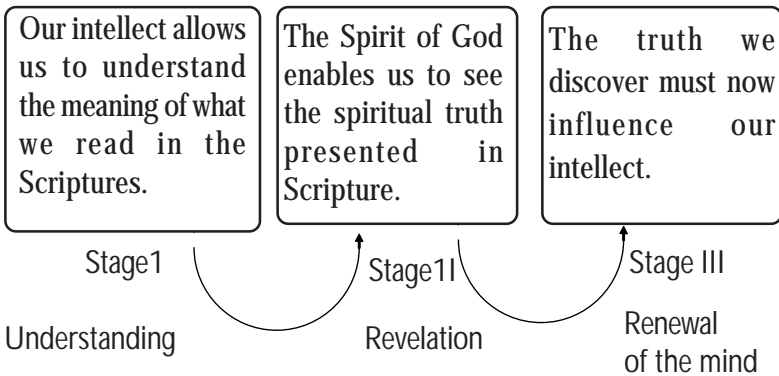 Our intellect allows
us to understand
the meaning of what
we read in the
Scriptures.
The Spirit of God
enables us to see
the spiritual truth
presented in
Scripture.
The truth we
discover must now
influence our
intellect.
Stage1
Stage1I
Stage III
Understanding
Revelation
Renewal
of the mind